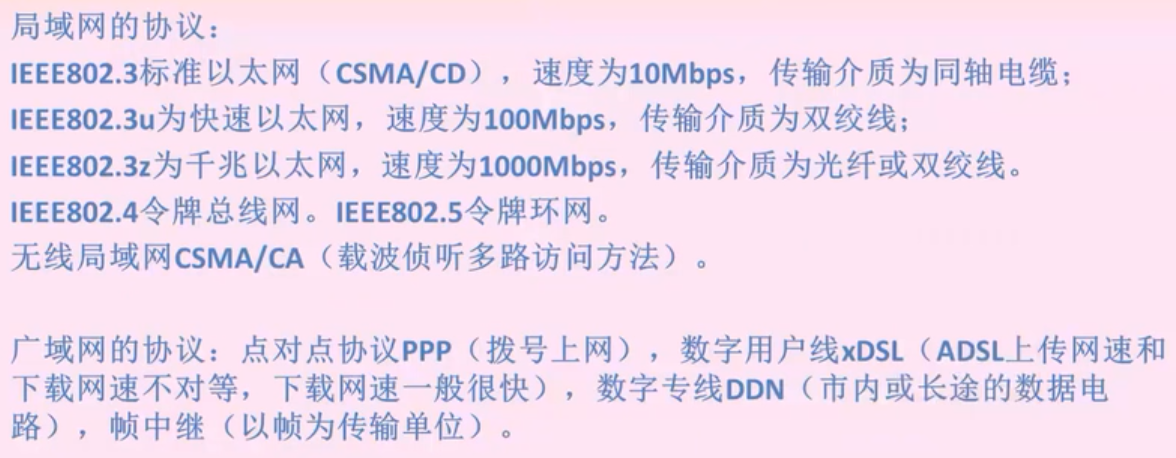 局域网的协议：
IEEE802.3标准以太网（CSMA/CD），速度为10Mbps，传输介质为同轴电缆；
IEEE802.3u为快速以太网，速度为100Mbps，传输介质为双绞线；
IEEE802.3z为千兆以太网，速度为1000Mbps，传输介质为光纤或双绞线。
IEEE802.4令牌总线网。IEEE802.5令牌环网。
无线局域网CSMA/CA（载波侦听多路访问方法）。
广域网的协议：点对点协议PPP（拨号上网），数字用户线xDSL（ADSL上传网速和
下载网速不对等，下载网速一般很快），数字专线DDN（市内或长途的数据电
路），帧中继（以帧为传输单位）。